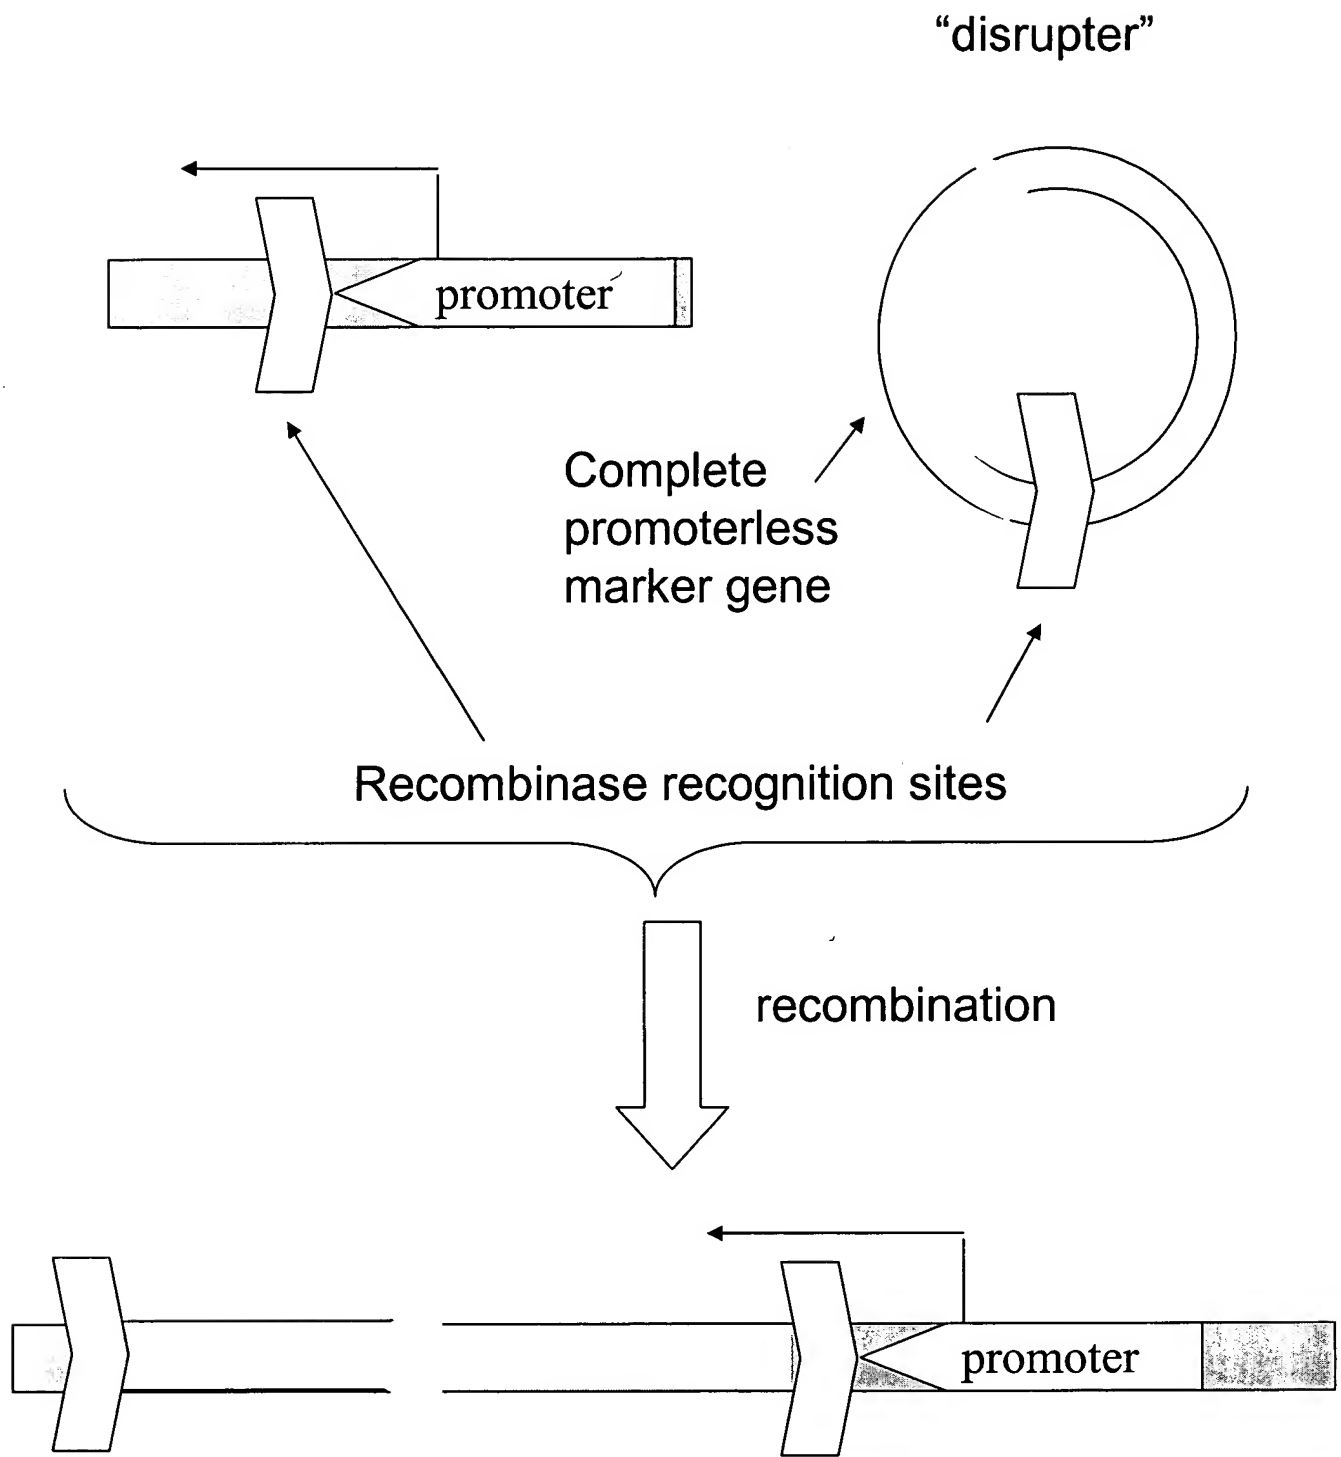 “disrupter”
promoter
Complete
promoterless
marker gene
Recombinase recognition sites
recombination
promoter